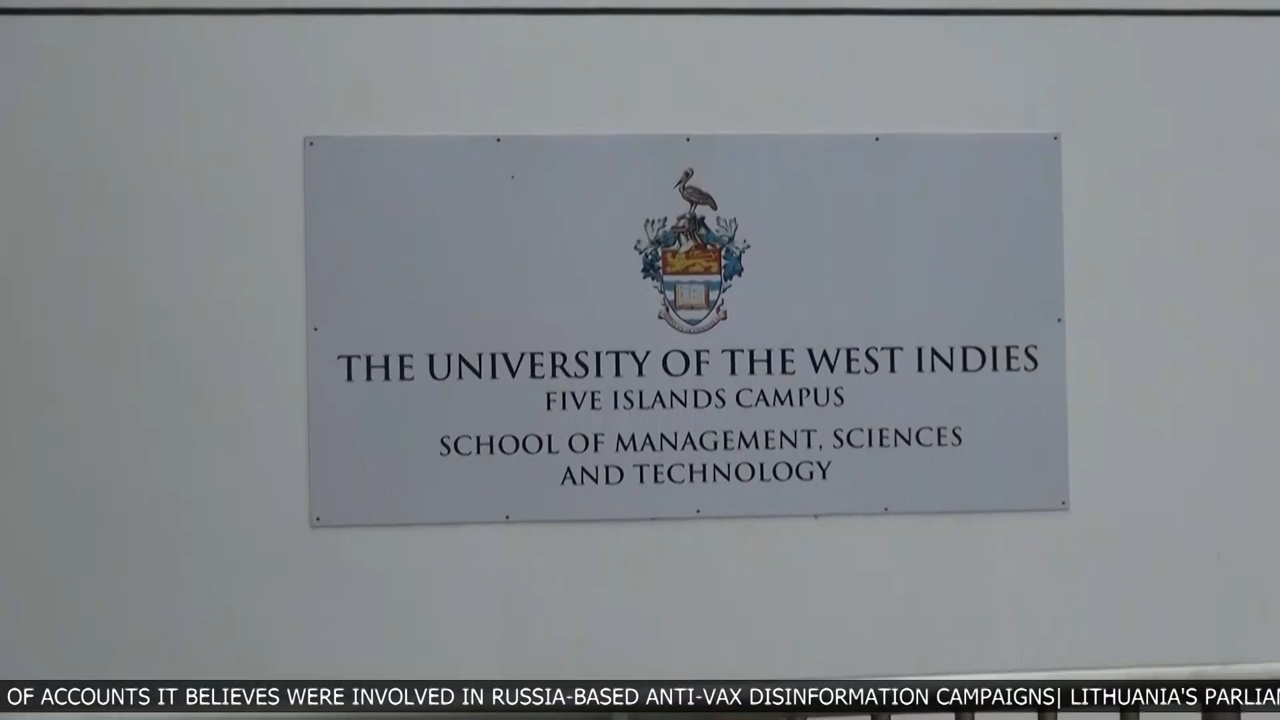 THE UNIVERSITY OF THE WEST INDIES
FIVE ISLANDS CAMPUS
SCHOOL OF MANAGEMENT, SCIENCES
AND TECHNOLOGY
OF ACCOUNTS IT BELIEVES WERE INVOLVED IN RUSSIA-BASED ANTI-VAX DISINFORMATION CAMPAIGNS| LITHUANIA'S PARLIA